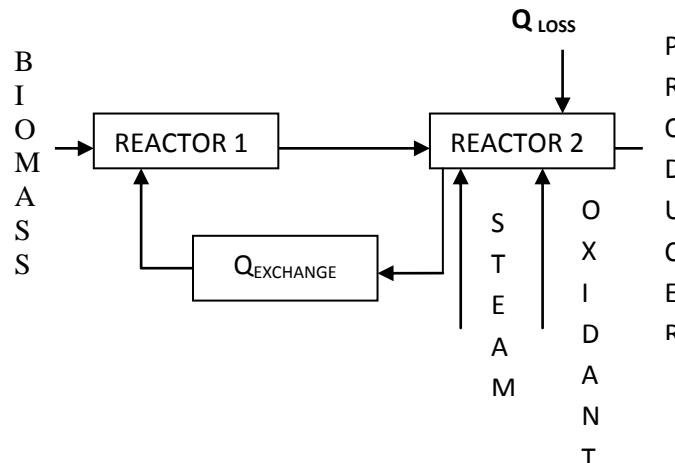 Q LOSS
BIOMASS
REACTOR 1
REACTOR 2
PRODUCER
QEXCHANGE
STEAM
OXIDANT